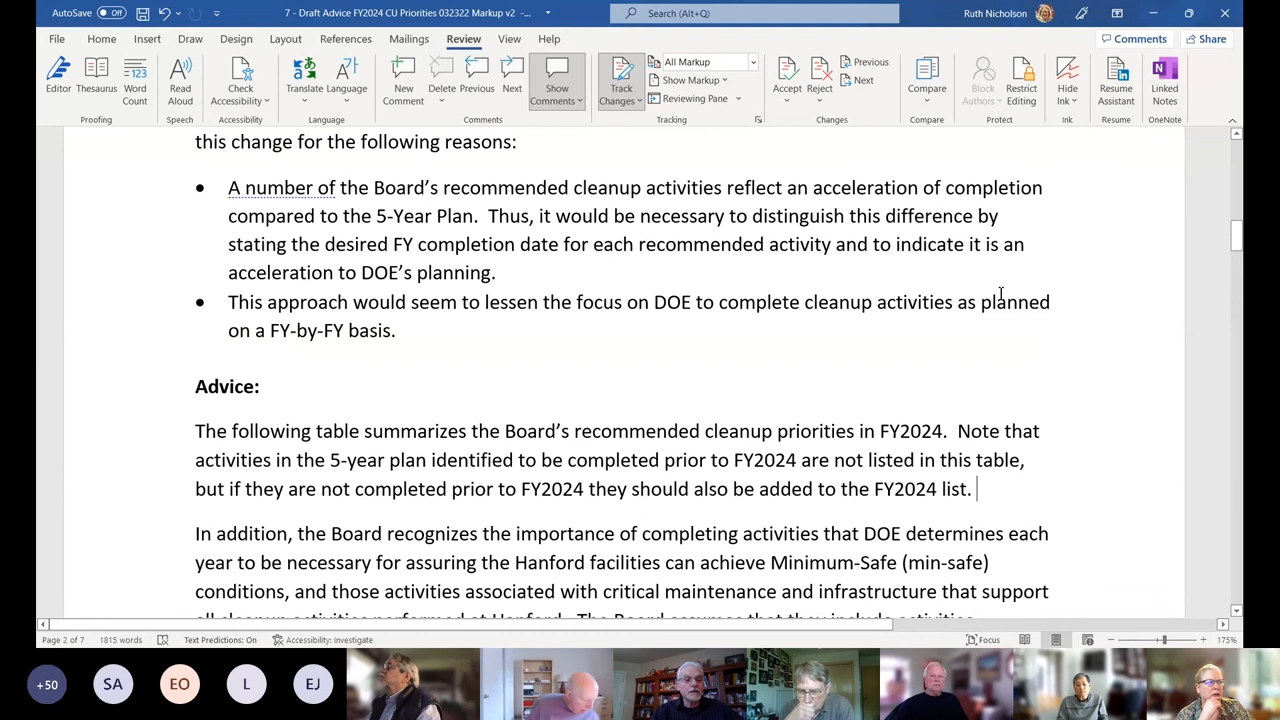 AutoSave Off 7 - Draft Advice FY2024 CU Priorities 032322 Markup v2 -... Search (Alt+Q) Ruth Nicholson
File Home Insert Draw Design Layout References Mailings Review View Help Comments Share
Editor Thesaurus Word Count Read Aloud Check Accessibility Translate Language New Comment Delete Previous Next Show Comments Track Changes All Markup Show Markup Reviewing Pane Accept Reject Previous Next Compare Block Authors Restrict Editing Hide Ink Resume Assistant Linked Notes
Proofing Speech Accessibility Language Comments Tracking Changes Compare Protect Ink Resume OneNote
this change for the following reasons:
• A number of the Board's recommended cleanup activities reflect an acceleration of completion
compared to the 5-Year Plan. Thus, it would be necessary to distinguish this difference by
stating the desired FY completion date for each recommended activity and to indicate it is an
acceleration to DOE's planning.
• This approach would seem to lessen the focus on DOE to complete cleanup activities as planned
on a FY-by-FY basis.
Advice:
The following table summarizes the Board's recommended cleanup priorities in FY2024. Note that
activities in the 5-year plan identified to be completed prior to FY2024 are not listed in this table,
but if they are not completed prior to FY2024 they should also be added to the FY2024 list.
In addition, the Board recognizes the importance of completing activities that DOE determines each
year to be necessary for assuring the Hanford facilities can achieve Minimum-Safe (min-safe)
conditions, and those activities associated with critical maintenance and infrastructure that support
all cleanup activities performed at Hanford. The Board assumes that they include activities
Page 2 of 7 1815 words Text Predictions: On Accessibility: Investigate Focus 175%
+50 SA EO L EJ